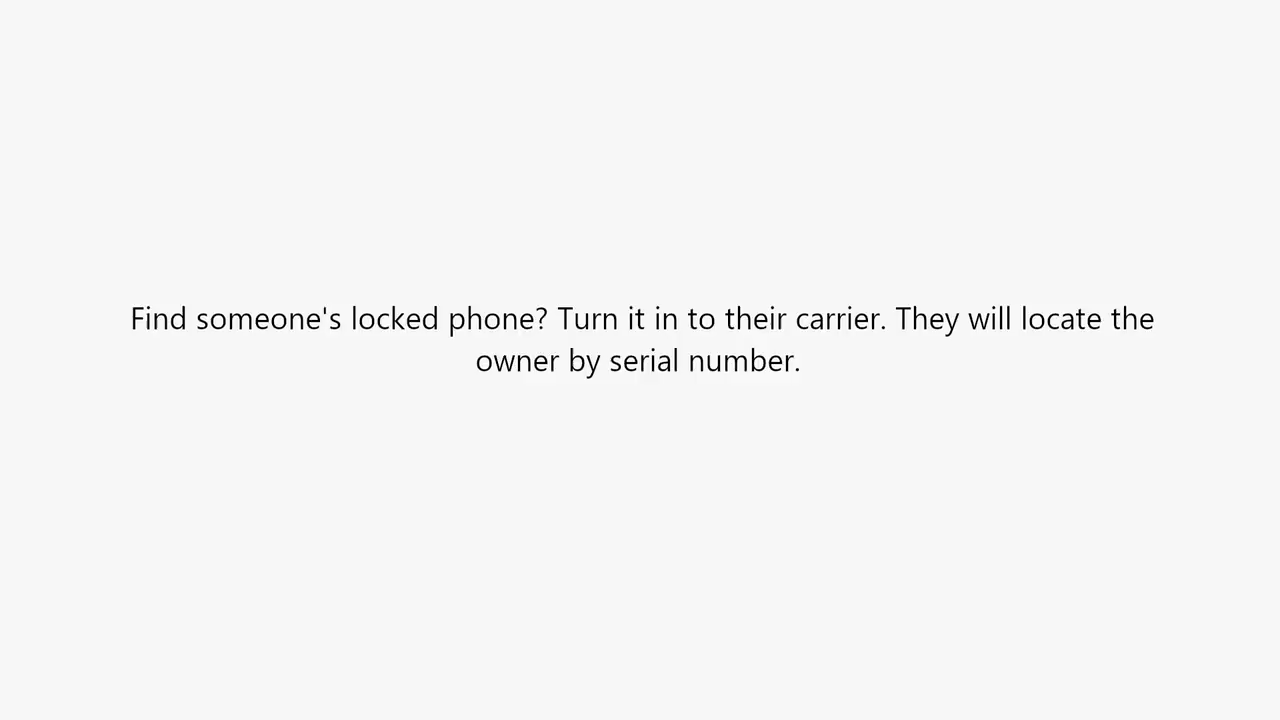 Find someone's locked phone? Turn it in to their carrier. They will locate the
owner by serial number.